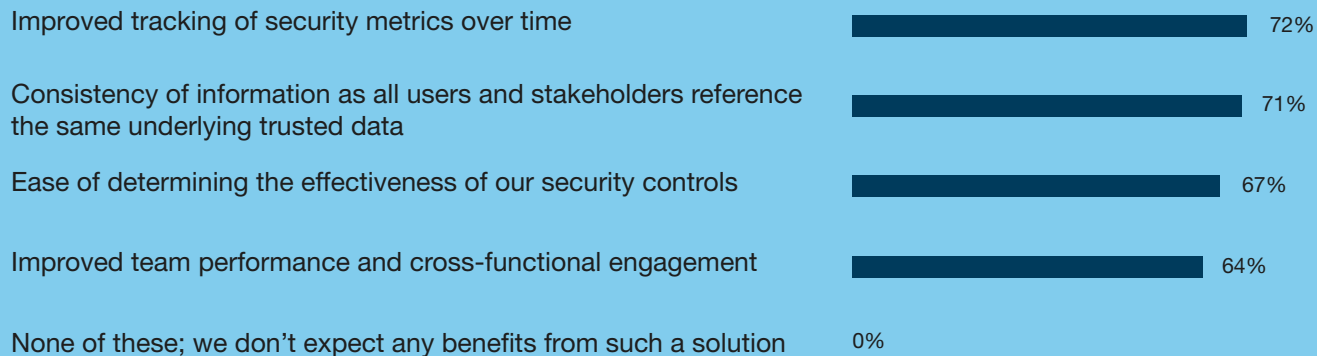 Improved tracking of security metrics over time 72%
Consistency of information as all users and stakeholders reference
the same underlying trusted data 71%
Ease of determining the effectiveness of our security controls 67%
Improved team performance and cross-functional engagement 64%
None of these; we don’t expect any benefits from such a solution 0%